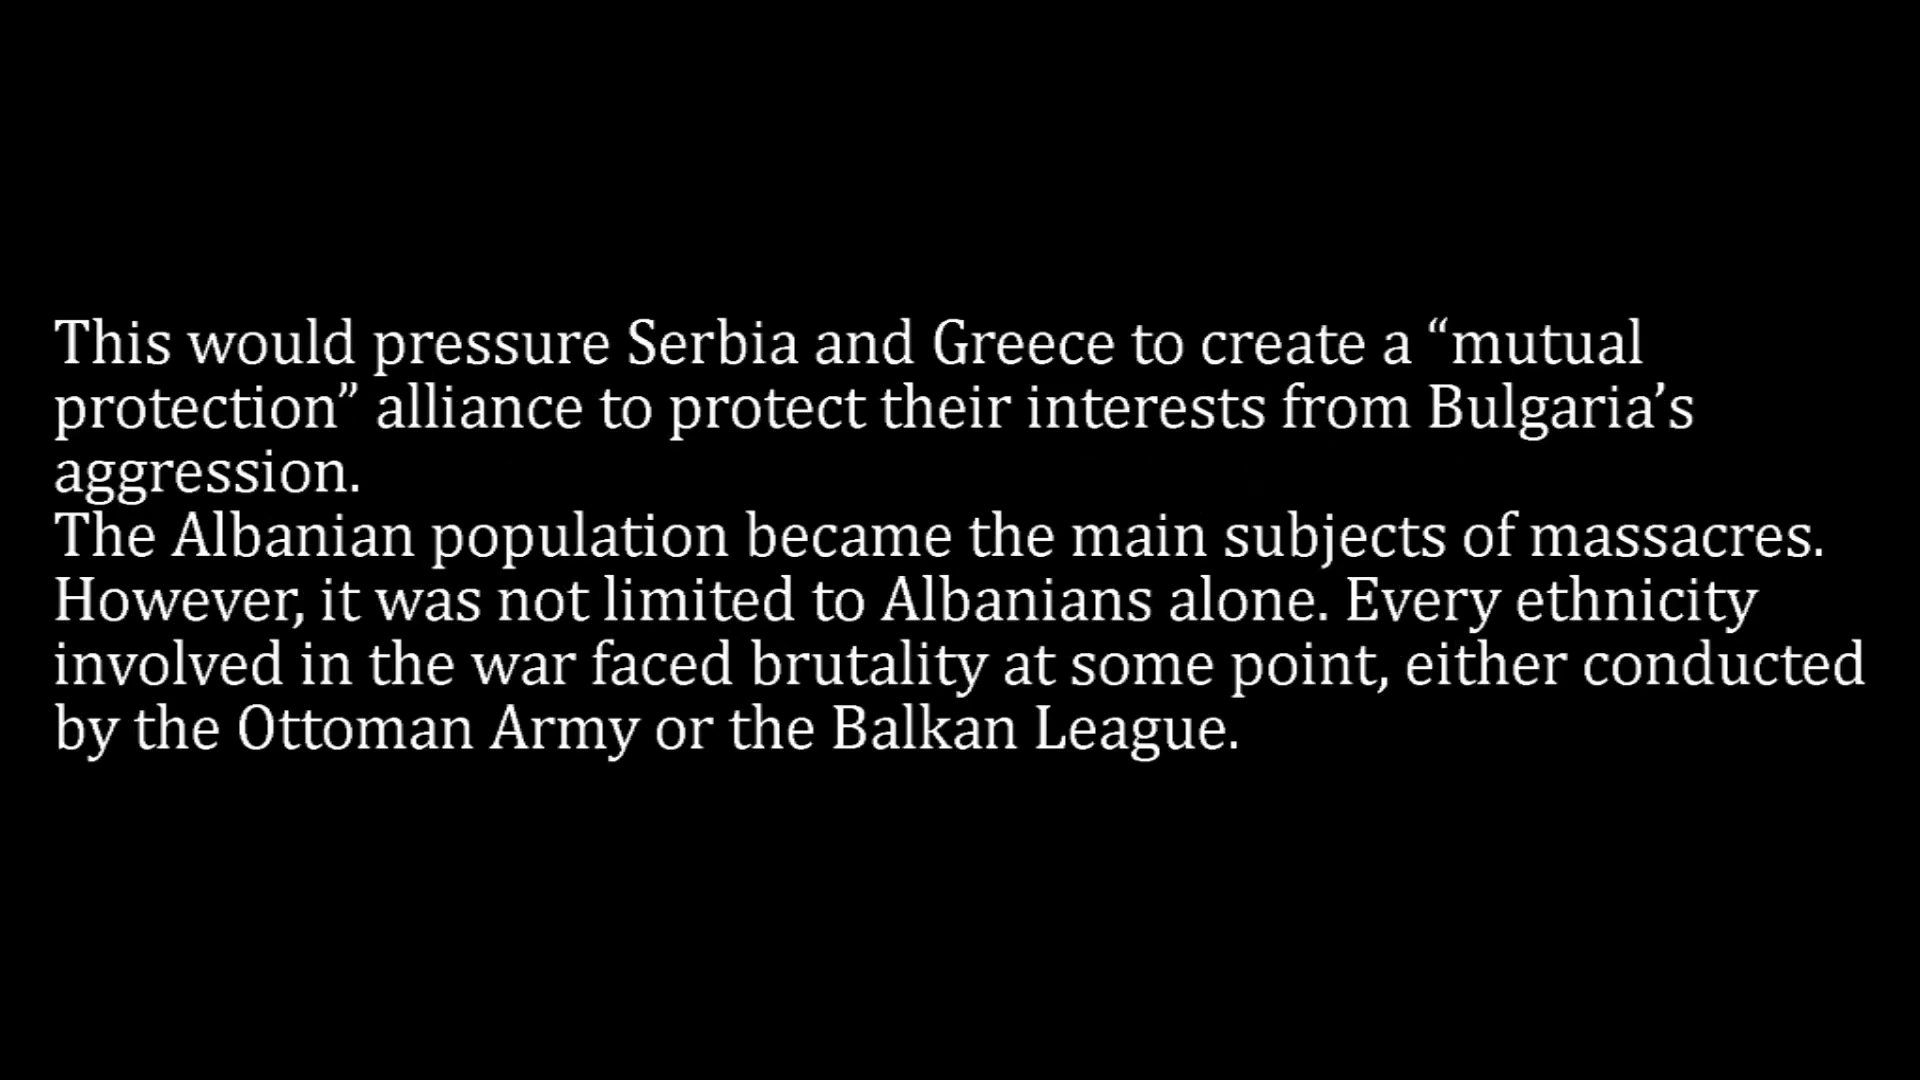 This would pressure Serbia and Greece to create a “mutual
protection” alliance to protect their interests from Bulgaria’s
aggression.
The Albanian population became the main subjects of massacres.
However, it was not limited to Albanians alone. Every ethnicity
involved in the war faced brutality at some point, either conducted
by the Ottoman Army or the Balkan League.